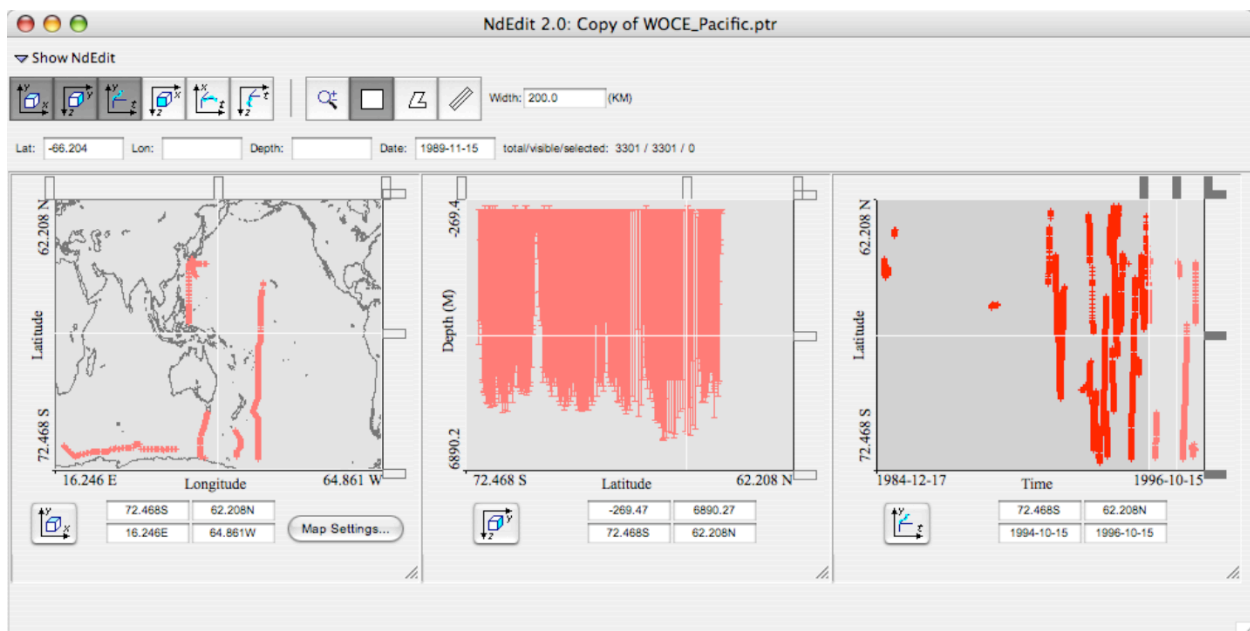 NdEdit 2.0: Copy of WOCE_Pacific.ptr
Show NdEdit
y x y z y t x z x t t z Width: 200.0 (KM)
Lat: -66.204 Lon: Depth: Date: 1989-11-15 total/visible/selected: 3301 / 3301 / 0
62.208 N
Latitude
72.468 S
16.246 E Longitude 64.861 W
y x
72.468S 62.208N
16.246E 64.861W
Map Settings...
-269.4
Depth (M)
6890.2
72.468 S Latitude 62.208 N
y z
-269.47 6890.27
72.468S 62.208N
62.208 N
Latitude
72.468 S
1984-12-17 Time 1996-10-15
y t
72.468S 62.208N
1994-10-15 1996-10-15